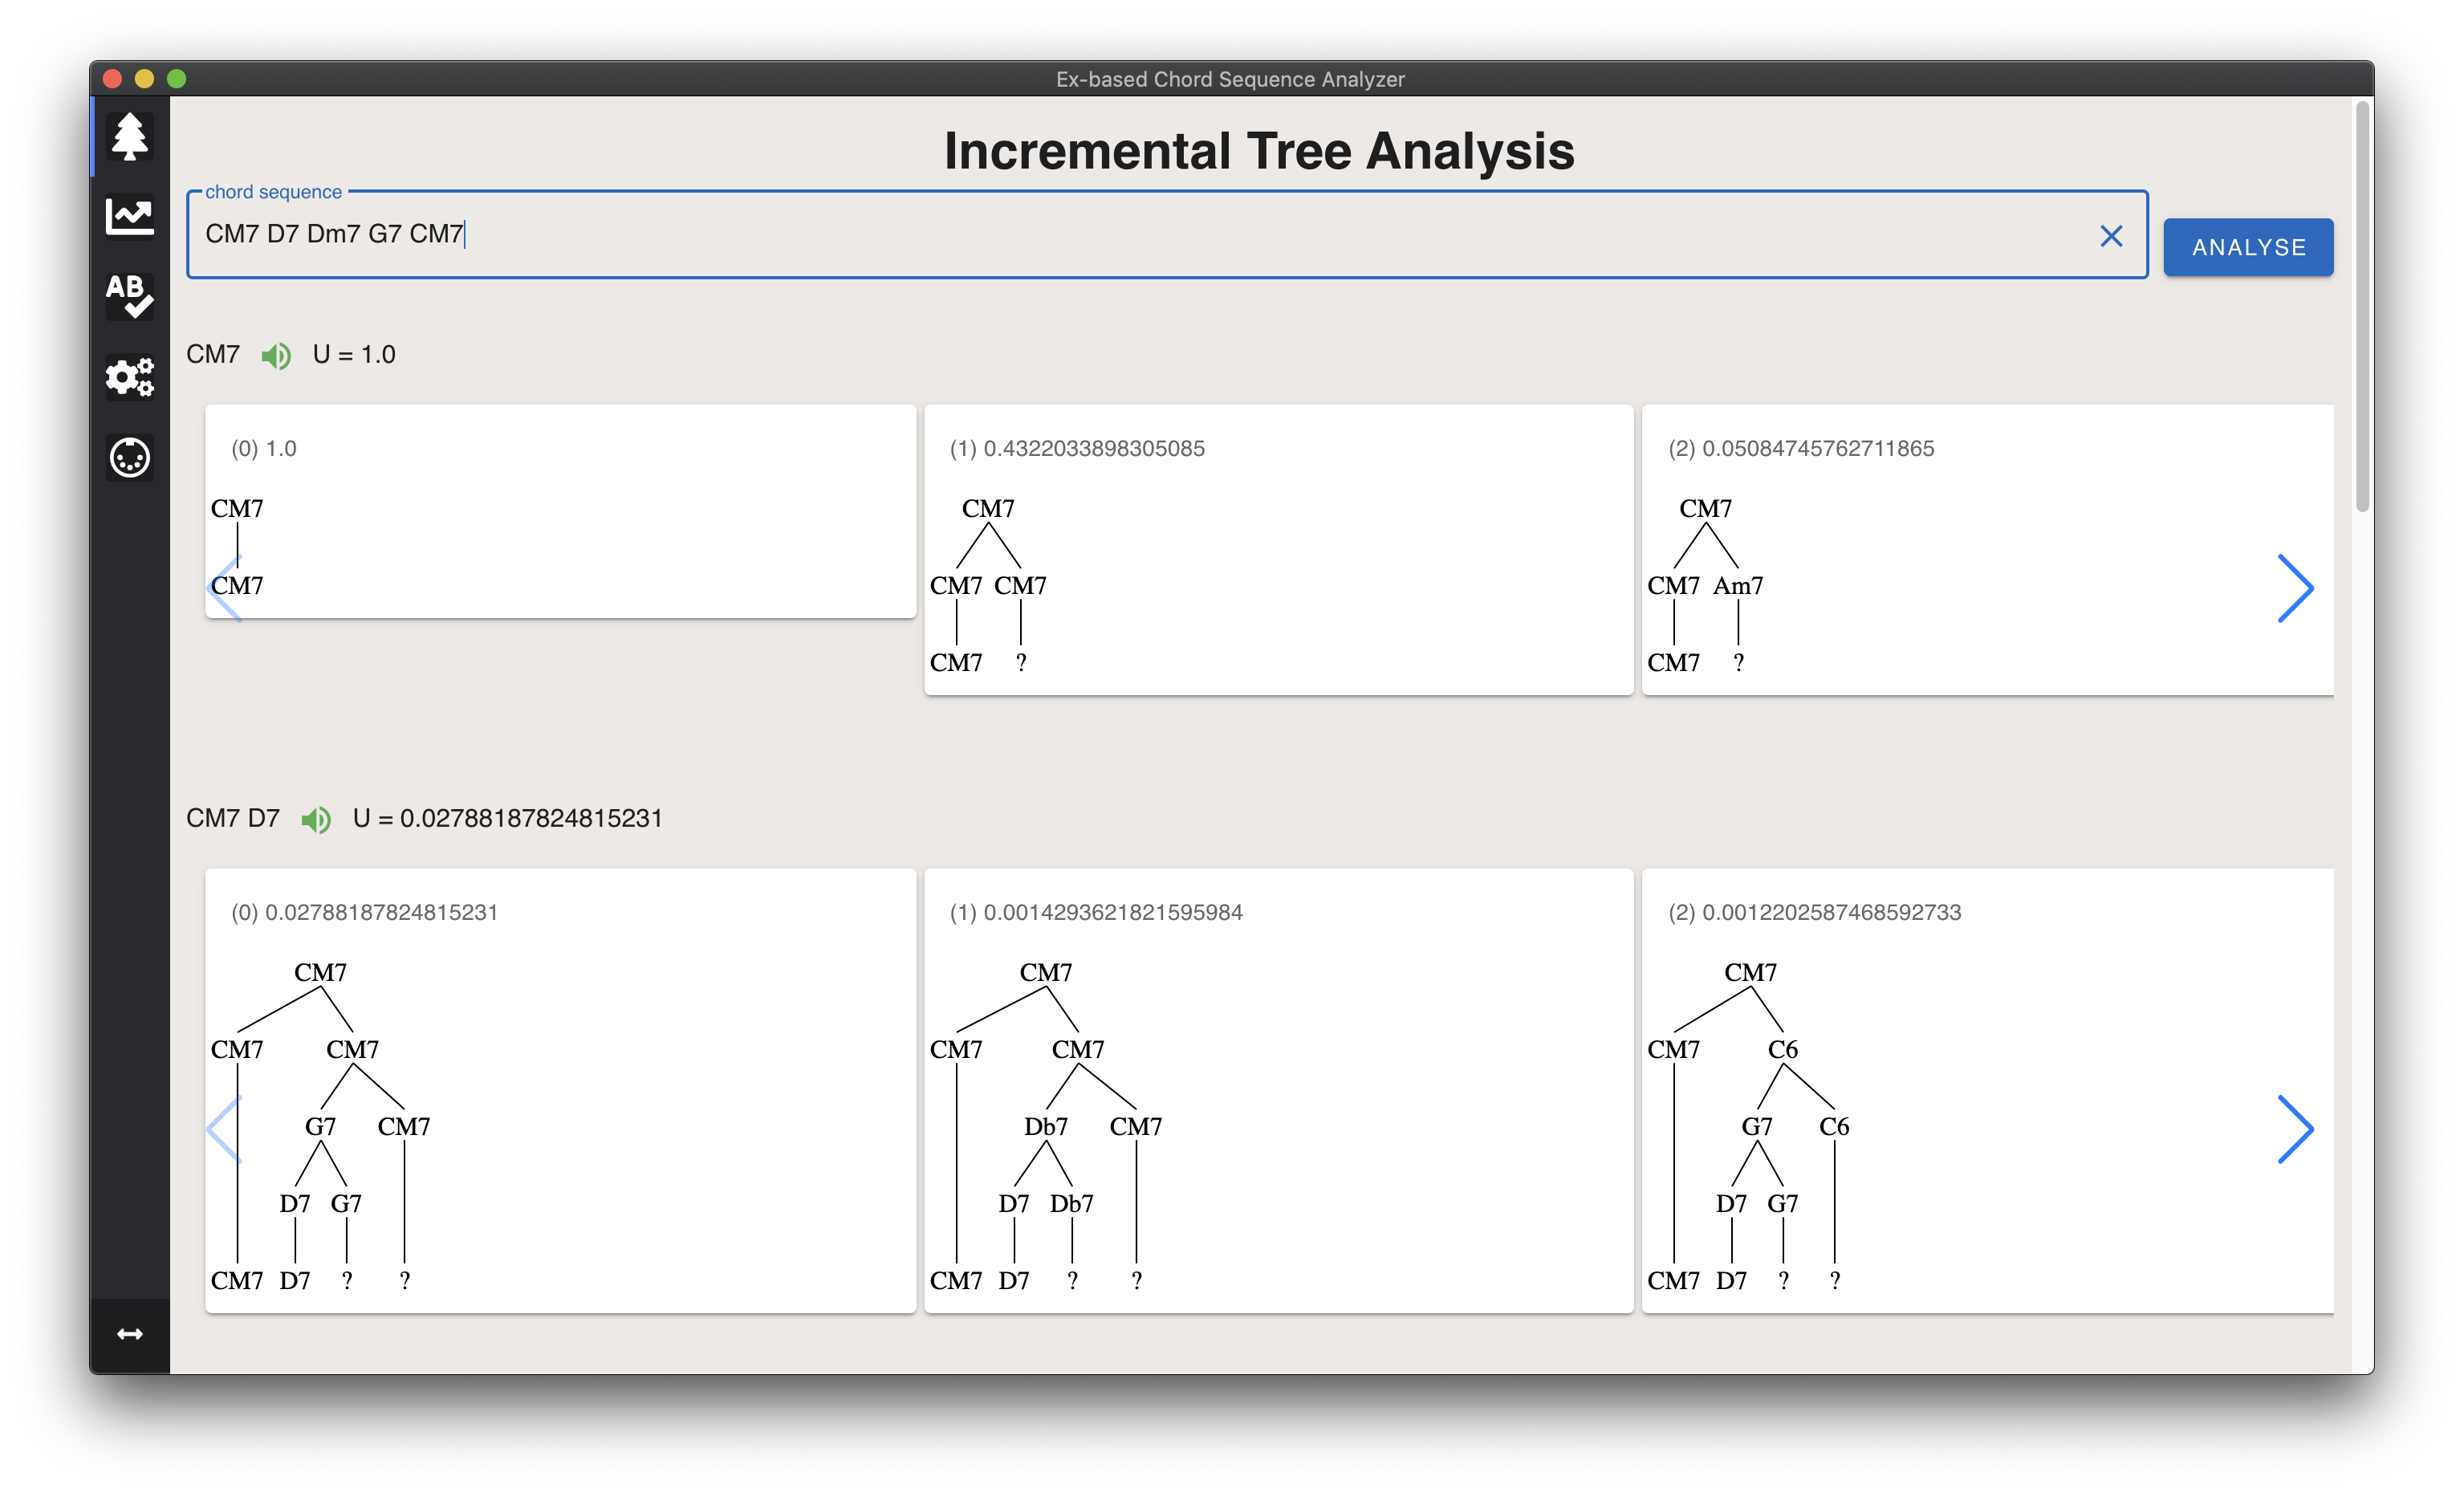 Ex-based Chord Sequence Analyzer
Incremental Tree Analysis
chord sequence
CM7 D7 Dm7 G7 CM7
ANALYSE
AB
CM7 U = 1.0
(0) 1.0
CM7
CM7
(1) 0.4322033898305085
CM7
CM7 CM7
CM7 ?
(2) 0.05084745762711865
CM7
CM7 Am7
CM7 ?
CM7 D7 U = 0.02788187824815231
(0) 0.02788187824815231
CM7
CM7 CM7
G7 CM7
D7 G7
CM7 D7 ? ?
(1) 0.0014293621821595984
CM7
CM7 CM7
Db7 CM7
D7 Db7
CM7 D7 ? ?
(2) 0.0012202587468592733
CM7
CM7 C6
G7 C6
D7 G7
CM7 D7 ? ?